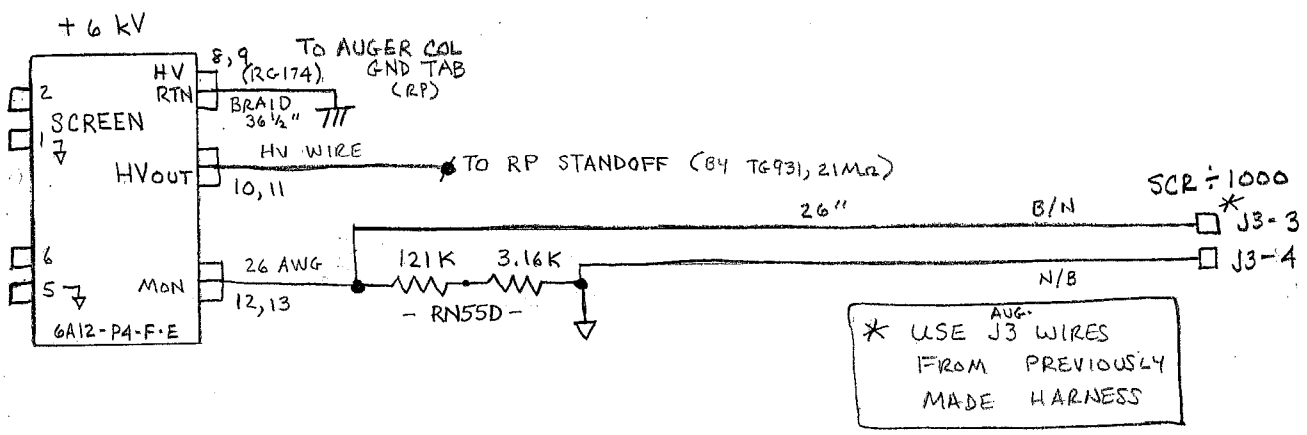 + 6 kV
8, 9
TO AUGER COL
GND TAB
(RP)
HV
RTN
(RG174)
BRAID
36 1/2"
2
1
SCREEN
HV OUT
HV WIRE
10, 11
TO RP STANDOFF (BY TG931, 21MΩ)
SCR ÷ 1000
* J3-3
26"
B/N
J3-4
N/B
6
5
MON
26 AWG
12, 13
121K
3.16K
- RN55D -
6A12-P4-F-E
* USE AUG. J3 WIRES
FROM PREVIOUSLY
MADE HARNESS